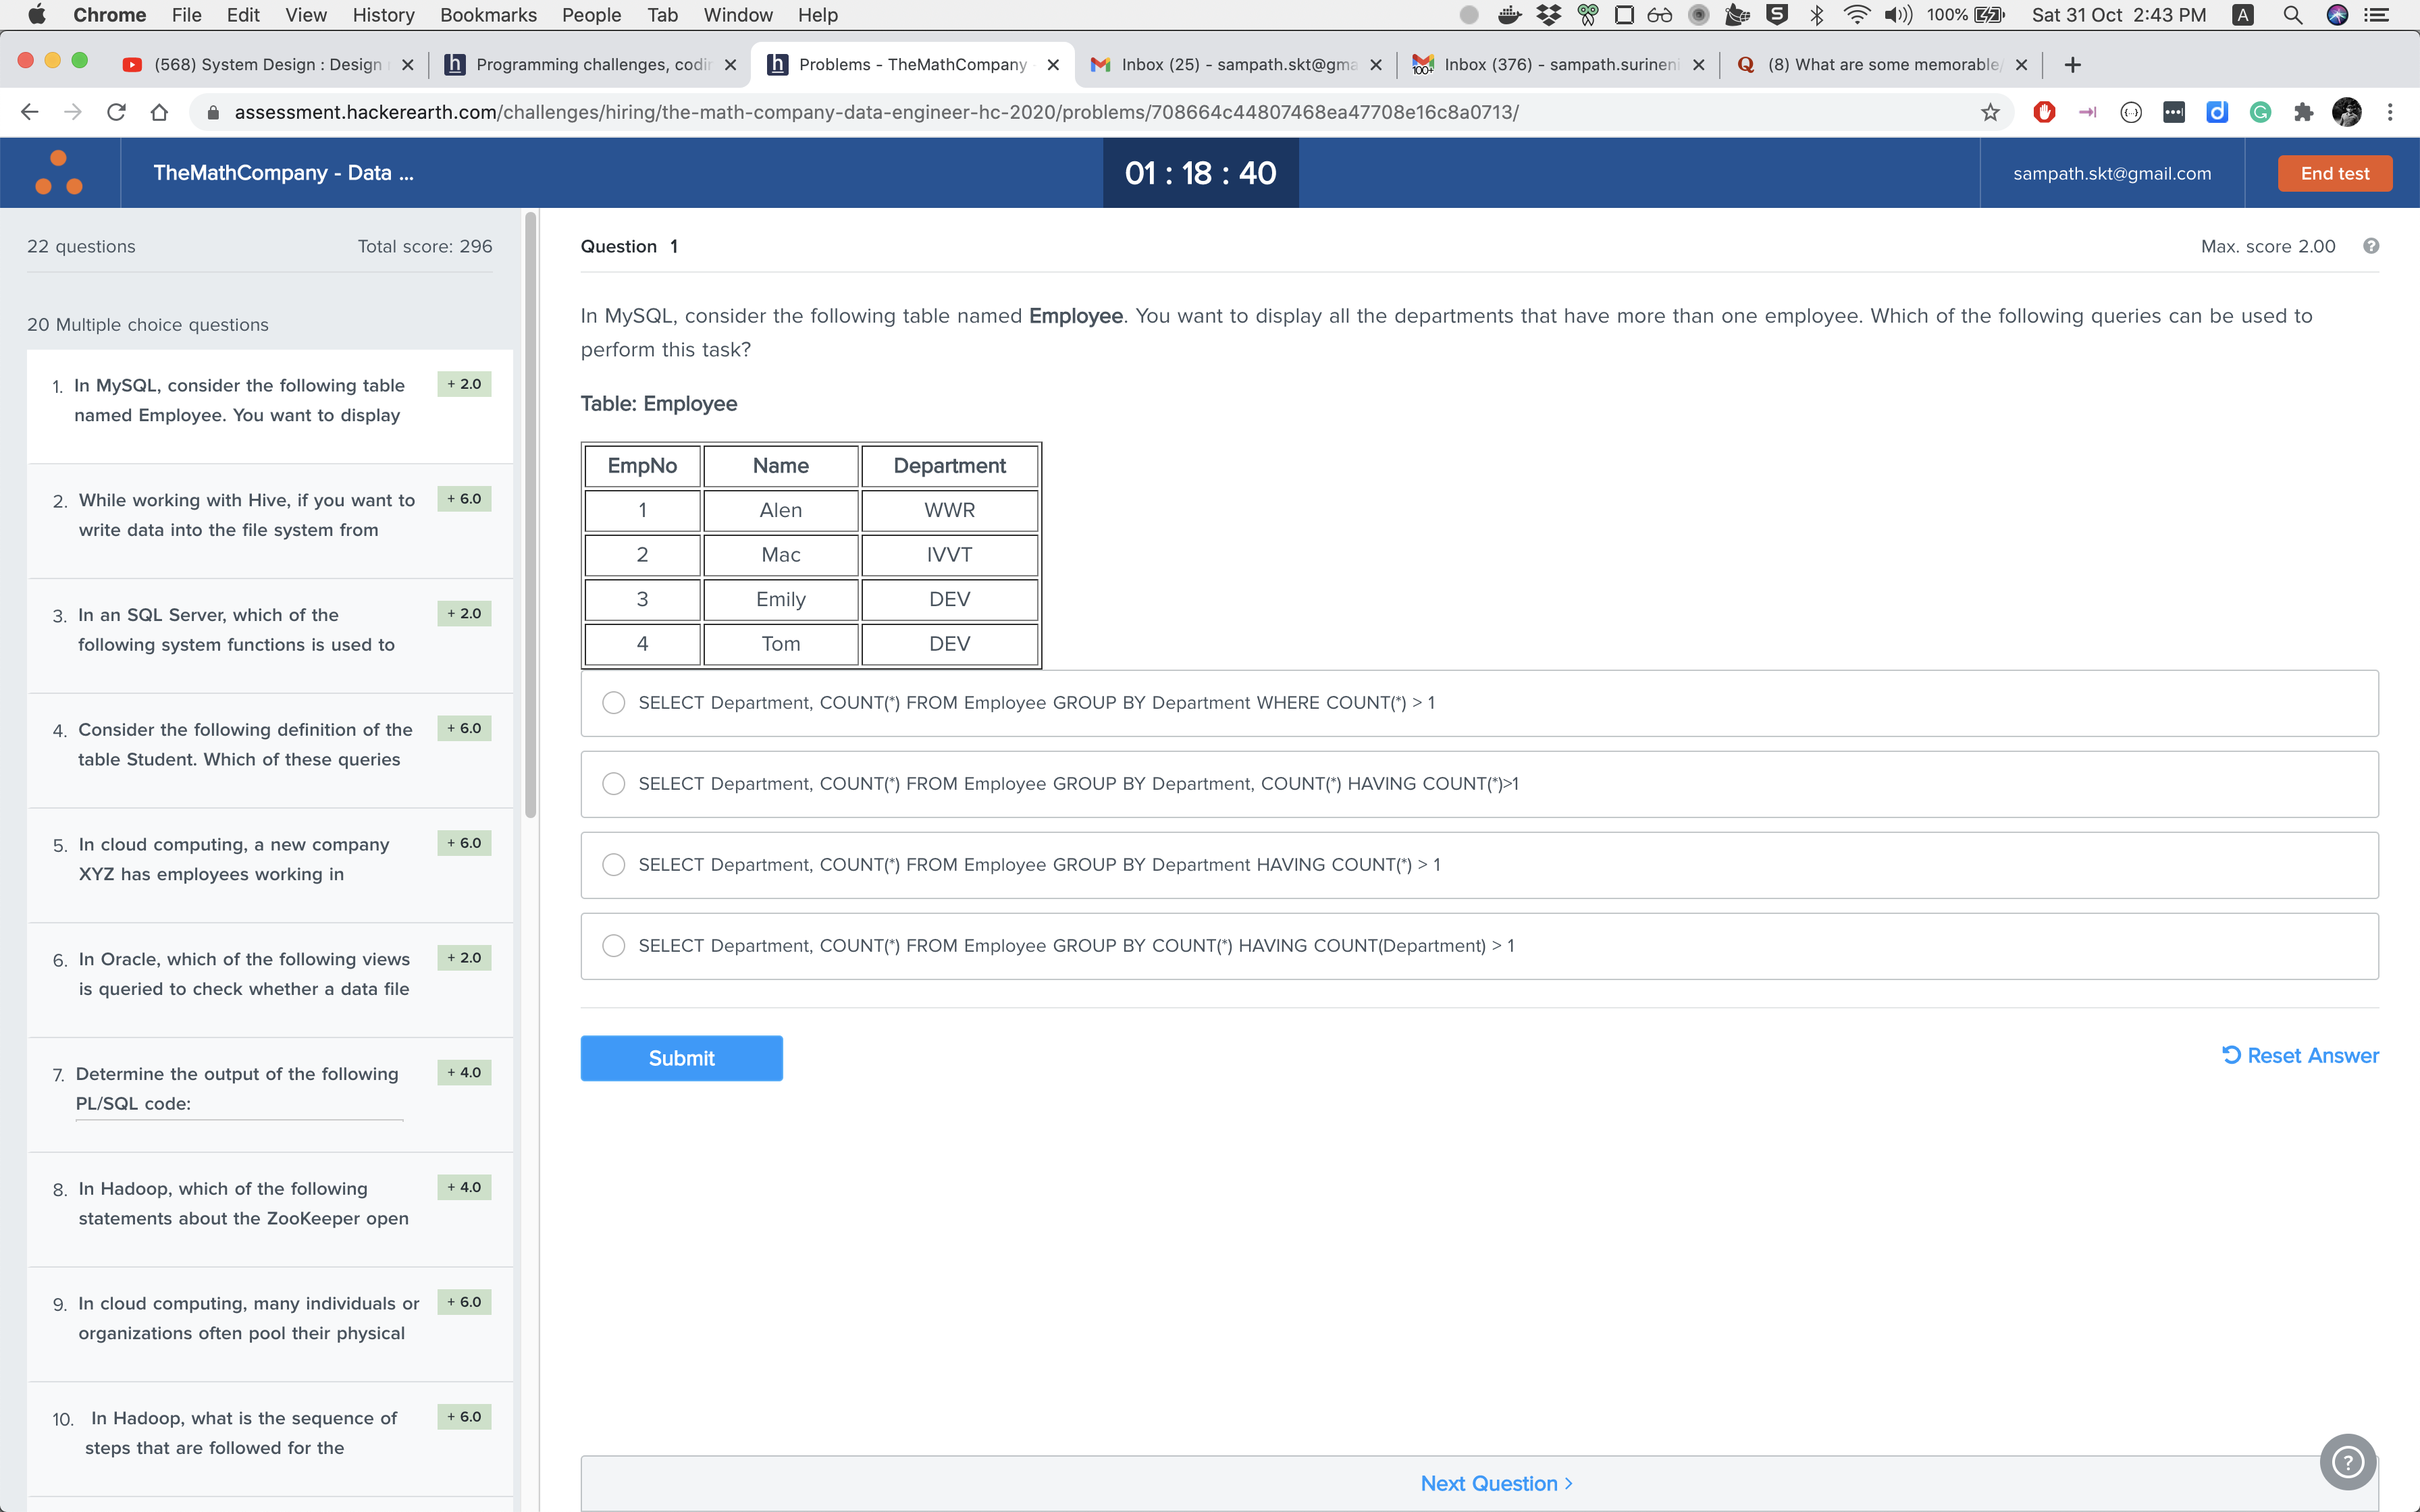 Chrome File Edit View History Bookmarks People Tab Window Help 100% Sat 31 Oct 2:43 PM A
(568) System Design : Design Programming challenges, codin Problems - TheMathCompany Inbox (25) - sampath.skt@gma Inbox (376) - sampath.surineni (8) What are some memorable
assessment.hackerearth.com/challenges/hiring/the-math-company-data-engineer-hc-2020/problems/708664c44807468ea47708e16c8a0713/
TheMathCompany - Data ... 01 : 18 : 40 sampath.skt@gmail.com End test
22 questions Total score: 296
20 Multiple choice questions
1. In MySQL, consider the following table + 2.0
named Employee. You want to display
2. While working with Hive, if you want to + 6.0
write data into the file system from
3. In an SQL Server, which of the + 2.0
following system functions is used to
4. Consider the following definition of the + 6.0
table Student. Which of these queries
5. In cloud computing, a new company + 6.0
XYZ has employees working in
6. In Oracle, which of the following views + 2.0
is queried to check whether a data file
7. Determine the output of the following + 4.0
PL/SQL code:
8. In Hadoop, which of the following + 4.0
statements about the ZooKeeper open
9. In cloud computing, many individuals or + 6.0
organizations often pool their physical
10. In Hadoop, what is the sequence of + 6.0
steps that are followed for the
Question 1 Max. score 2.00 ?
In MySQL, consider the following table named Employee. You want to display all the departments that have more than one employee. Which of the following queries can be used to
perform this task?
Table: Employee
EmpNo Name Department
1 Alen WWR
2 Mac IVVT
3 Emily DEV
4 Tom DEV
SELECT Department, COUNT(*) FROM Employee GROUP BY Department WHERE COUNT(*) > 1
SELECT Department, COUNT(*) FROM Employee GROUP BY Department, COUNT(*) HAVING COUNT(*)>1
SELECT Department, COUNT(*) FROM Employee GROUP BY Department HAVING COUNT(*) > 1
SELECT Department, COUNT(*) FROM Employee GROUP BY COUNT(*) HAVING COUNT(Department) > 1
Submit Reset Answer
Next Question >
?